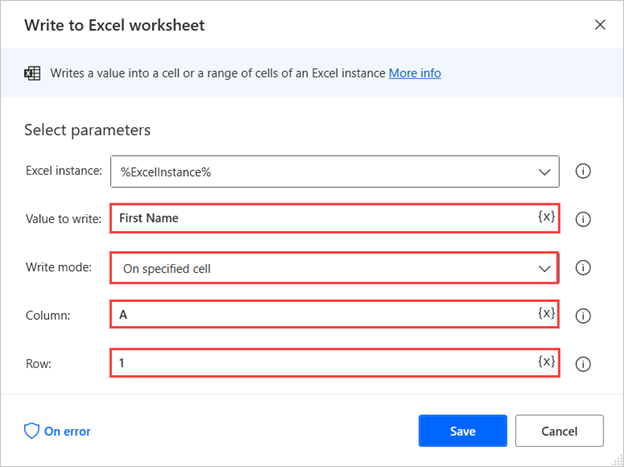 Write to Excel worksheet
Writes a value into a cell or a range of cells of an Excel instance More info
Select parameters
Excel instance: %ExcelInstance%
Value to write: First Name {x}
Write mode: On specified cell
Column: A {x}
Row: 1 {x}
On error Save Cancel